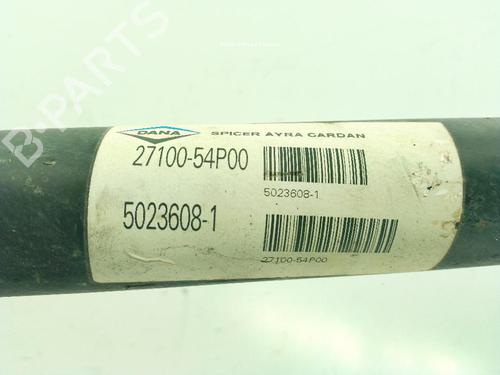 B-PARTS
DANA
SPICER AYRA CARDAN
27100-54P00
5023608-1
5023608-1
27100-54P00